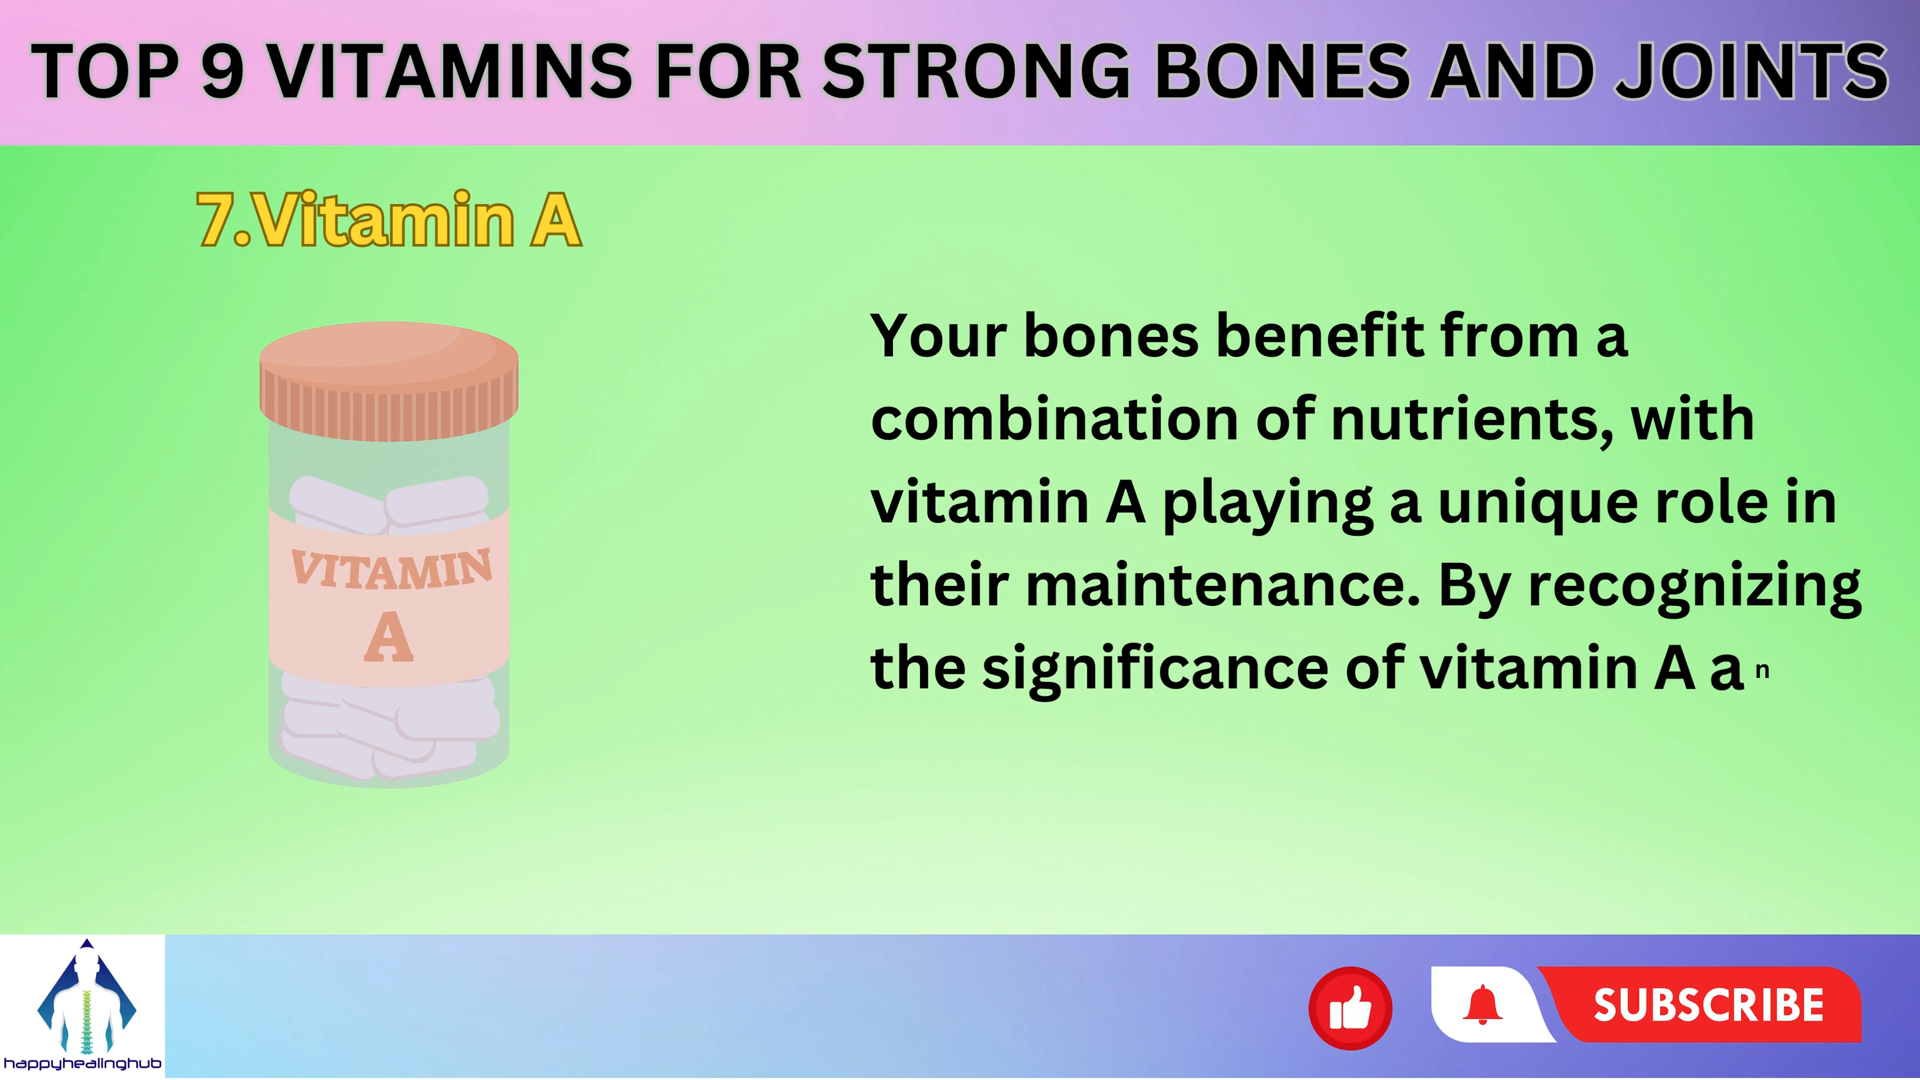 TOP 9 VITAMINS FOR STRONG BONES AND JOINTS
7.Vitamin A
VITAMIN
A
Your bones benefit from a
combination of nutrients, with
vitamin A playing a unique role in
their maintenance. By recognizing
the significance of vitamin A a n
happyhealinghub
SUBSCRIBE